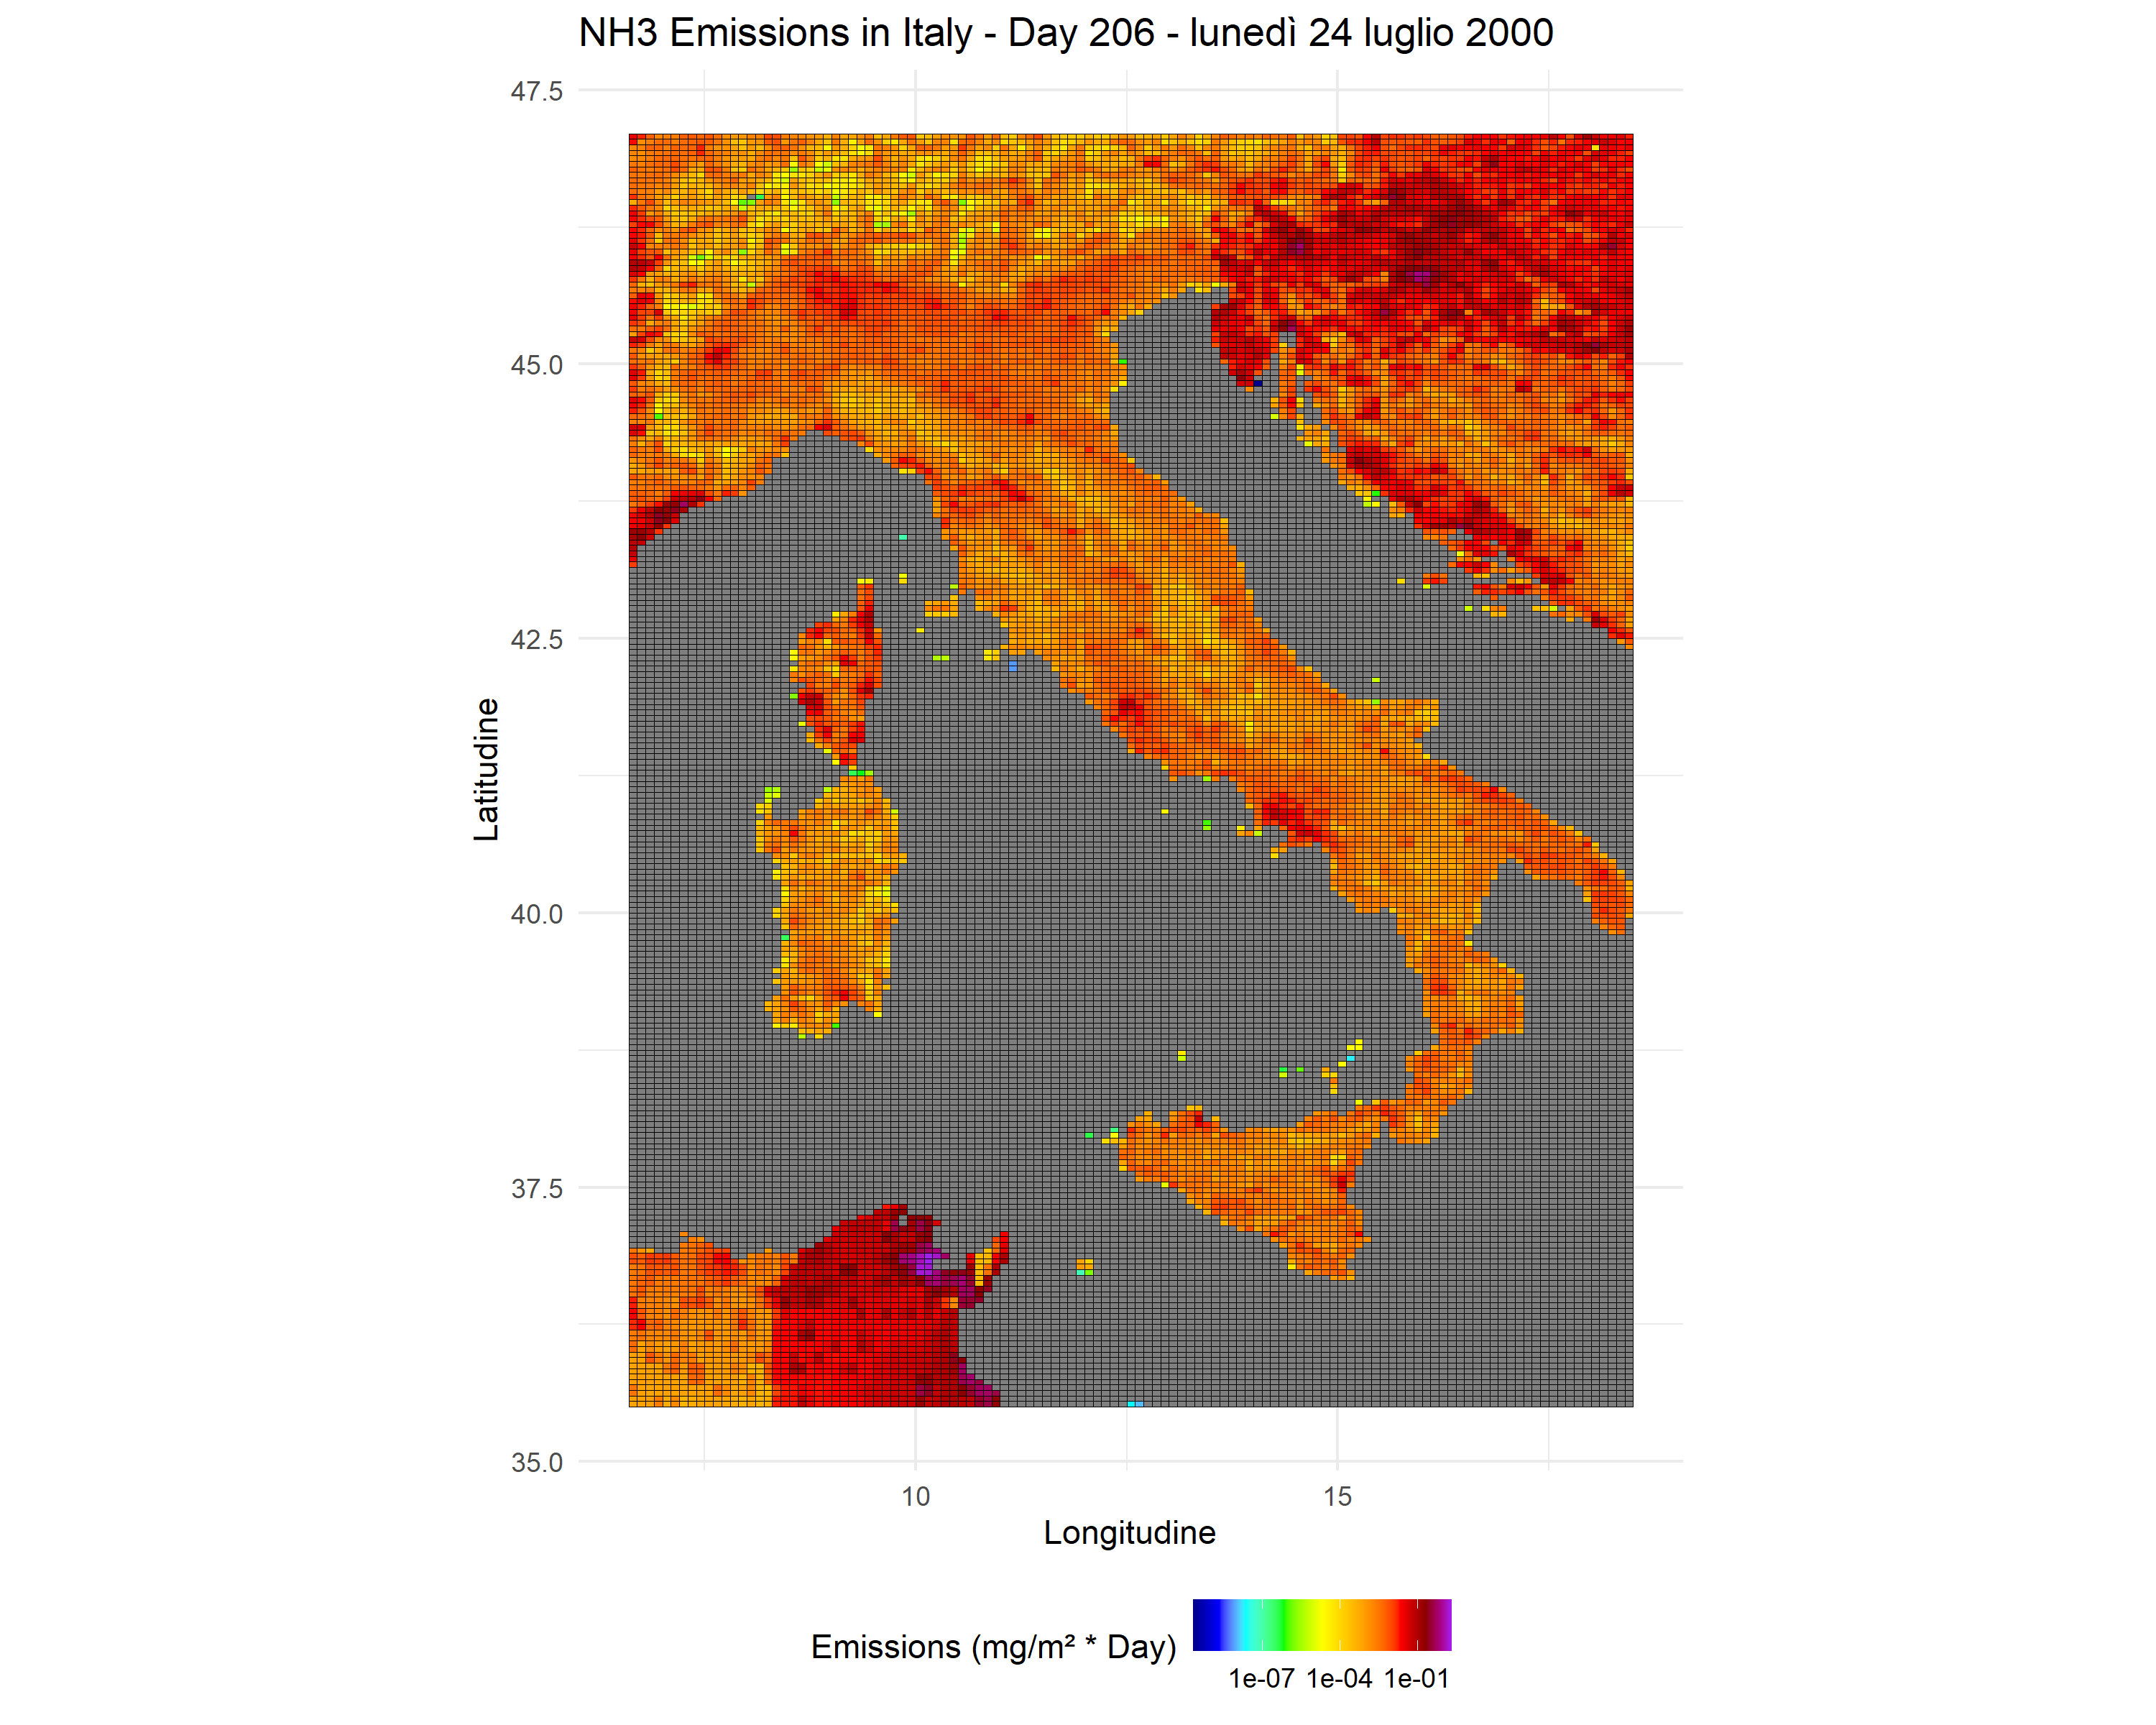 NH3 Emissions in Italy - Day 206 - lunedì 24 luglio 2000
47.5
45.0
42.5
40.0
37.5
35.0
Latitudine
10 15
Longitudine
Emissions (mg/m² * Day)
1e-07 1e-04 1e-01